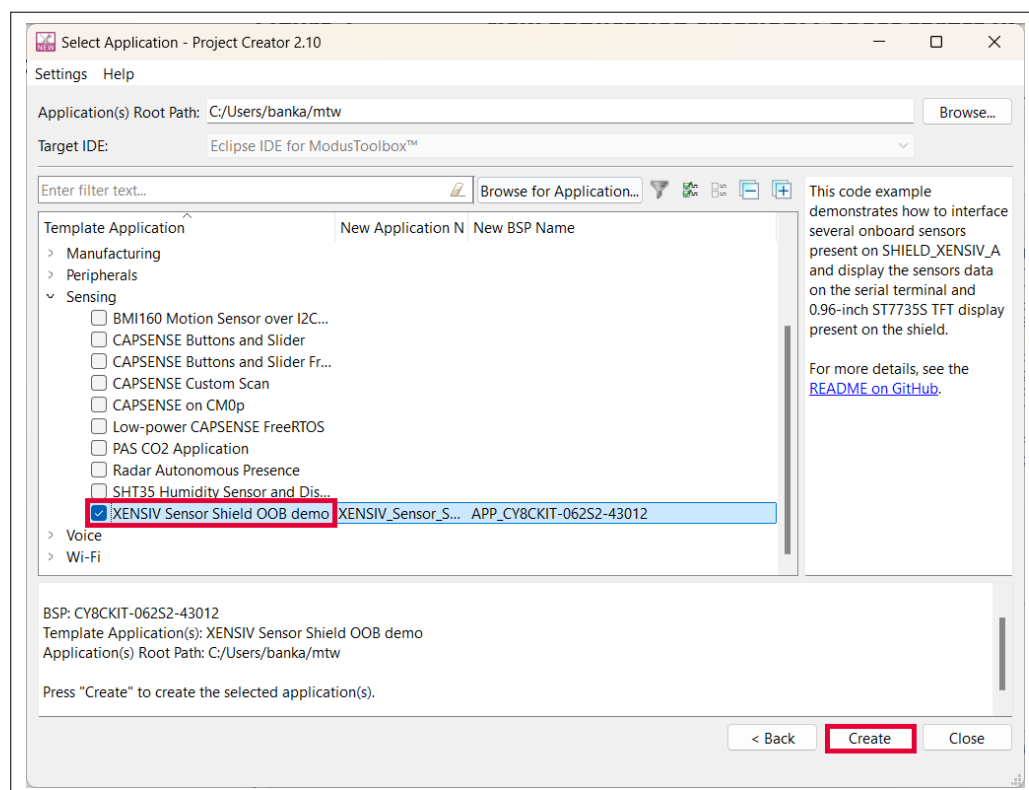 NEW
Select Application - Project Creator 2.10
Settings Help
Application(s) Root Path: C:/Users/banka/mtw Browse...
Target IDE: Eclipse IDE for ModusToolbox™
Enter filter text... Browse for Application...
Template Application New Application N New BSP Name
Manufacturing
Peripherals
Sensing
BMI160 Motion Sensor over I2C...
CAPSENSE Buttons and Slider
CAPSENSE Buttons and Slider Fr...
CAPSENSE Custom Scan
CAPSENSE on CM0p
Low-power CAPSENSE FreeRTOS
PAS CO2 Application
Radar Autonomous Presence
SHT35 Humidity Sensor and Dis...
XENSIV Sensor Shield OOB demo XENSIV_Sensor_S... APP_CY8CKIT-062S2-43012
Voice
Wi-Fi
This code example
demonstrates how to interface
several onboard sensors
present on SHIELD_XENSIV_A
and display the sensors data
on the serial terminal and
0.96-inch ST7735S TFT display
present on the shield.
For more details, see the
README on GitHub.
BSP: CY8CKIT-062S2-43012
Template Application(s): XENSIV Sensor Shield OOB demo
Application(s) Root Path: C:/Users/banka/mtw
Press "Create" to create the selected application(s).
< Back Create Close